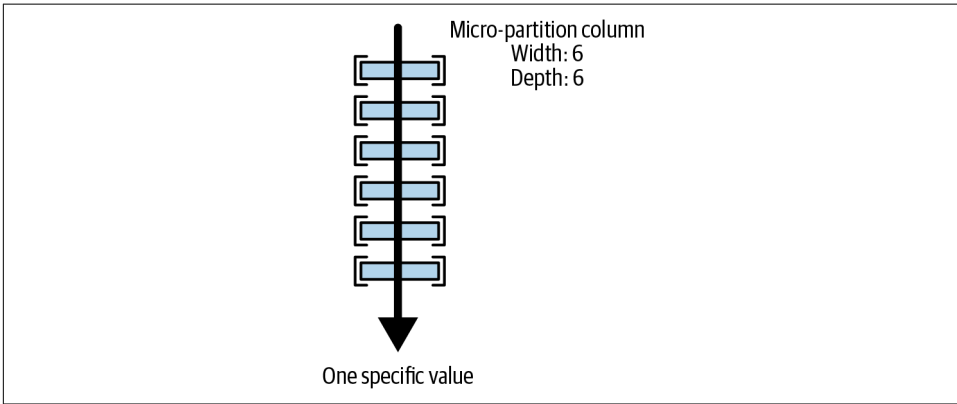 Micro-partition column
Width: 6
Depth: 6
One specific value